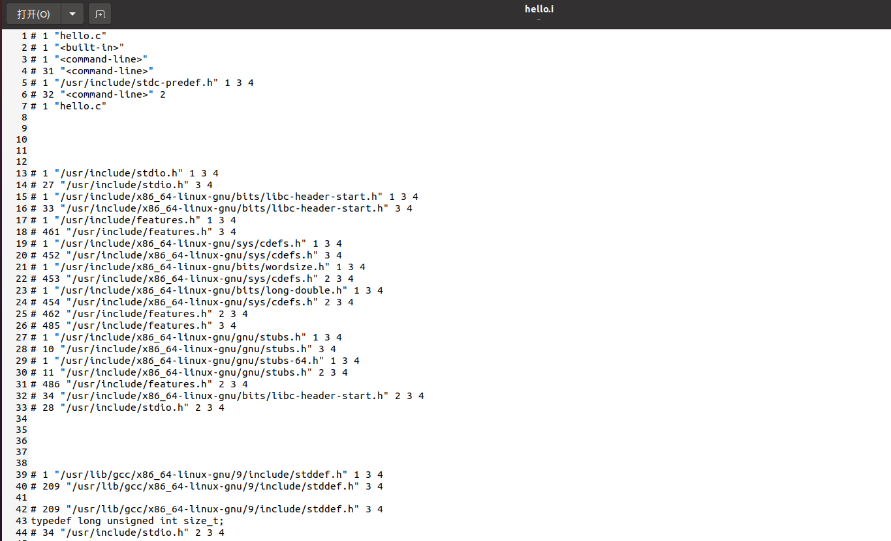 打开(O)
hello.i
~
1 # 1 "hello.c"
2 # 1 "<built-in>"
3 # 1 "<command-line>"
4 # 31 "<command-line>"
5 # 1 "/usr/include/stdc-predef.h" 1 3 4
6 # 32 "<command-line>" 2
7 # 1 "hello.c"
8
9
10
11
12
13 # 1 "/usr/include/stdio.h" 1 3 4
14 # 27 "/usr/include/stdio.h" 3 4
15 # 1 "/usr/include/x86_64-linux-gnu/bits/libc-header-start.h" 1 3 4
16 # 33 "/usr/include/x86_64-linux-gnu/bits/libc-header-start.h" 3 4
17 # 1 "/usr/include/features.h" 1 3 4
18 # 461 "/usr/include/features.h" 3 4
19 # 1 "/usr/include/x86_64-linux-gnu/sys/cdefs.h" 1 3 4
20 # 452 "/usr/include/x86_64-linux-gnu/sys/cdefs.h" 3 4
21 # 1 "/usr/include/x86_64-linux-gnu/bits/wordsize.h" 1 3 4
22 # 453 "/usr/include/x86_64-linux-gnu/sys/cdefs.h" 2 3 4
23 # 1 "/usr/include/x86_64-linux-gnu/bits/long-double.h" 1 3 4
24 # 454 "/usr/include/x86_64-linux-gnu/sys/cdefs.h" 2 3 4
25 # 462 "/usr/include/features.h" 2 3 4
26 # 485 "/usr/include/features.h" 3 4
27 # 1 "/usr/include/x86_64-linux-gnu/gnu/stubs.h" 1 3 4
28 # 10 "/usr/include/x86_64-linux-gnu/gnu/stubs.h" 3 4
29 # 1 "/usr/include/x86_64-linux-gnu/gnu/stubs-64.h" 1 3 4
30 # 11 "/usr/include/x86_64-linux-gnu/gnu/stubs.h" 2 3 4
31 # 486 "/usr/include/features.h" 2 3 4
32 # 34 "/usr/include/x86_64-linux-gnu/bits/libc-header-start.h" 2 3 4
33 # 28 "/usr/include/stdio.h" 2 3 4
34
35
36
37
38
39 # 1 "/usr/lib/gcc/x86_64-linux-gnu/9/include/stddef.h" 1 3 4
40 # 209 "/usr/lib/gcc/x86_64-linux-gnu/9/include/stddef.h" 3 4
41
42 # 209 "/usr/lib/gcc/x86_64-linux-gnu/9/include/stddef.h" 3 4
43 typedef long unsigned int size_t;
44 # 34 "/usr/include/stdio.h" 2 3 4